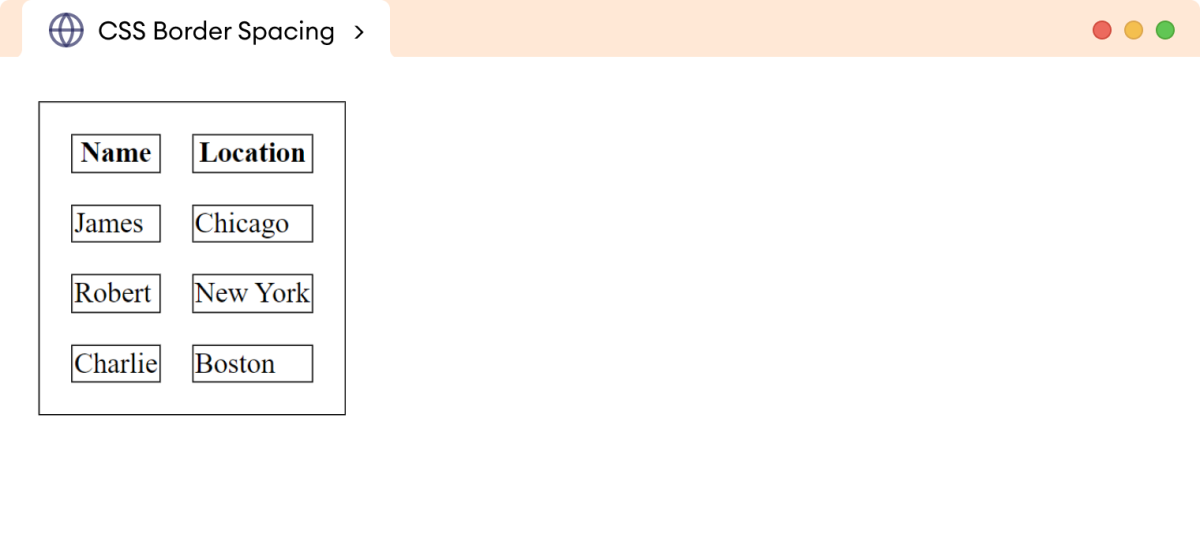 CSS Border Spacing
Name Location
James Chicago
Robert New York
Charlie Boston